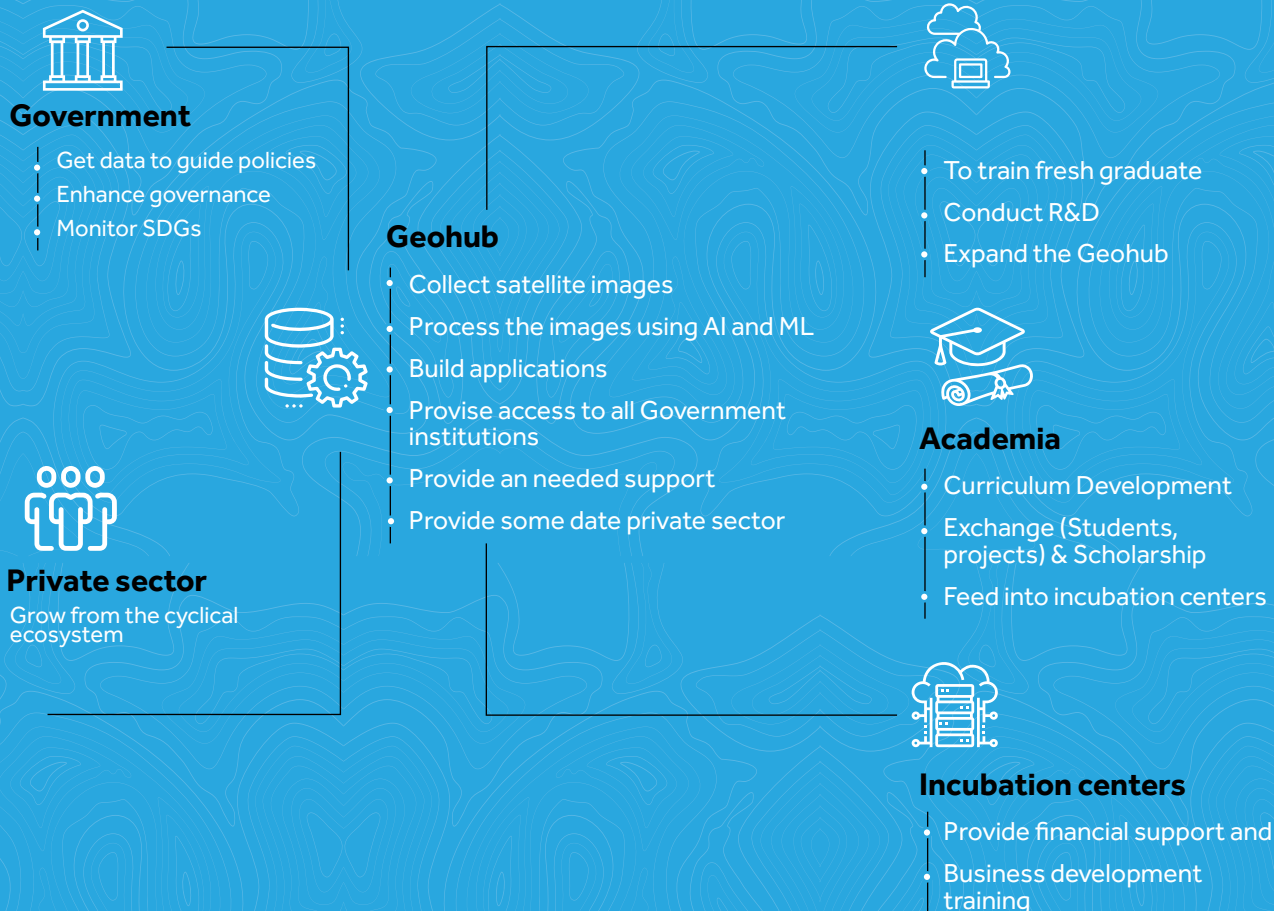 Government
Get data to guide policies
Enhance governance
Monitor SDGs
Private sector
Grow from the cyclical
ecosystem
Geohub
Collect satellite images
Process the images using AI and ML
Build applications
Provise access to all Government
institutions
Provide an needed support
Provide some date private sector
To train fresh graduate
Conduct R&D
Expand the Geohub
Academia
Curriculum Development
Exchange (Students,
projects) & Scholarship
Feed into incubation centers
Incubation centers
Provide financial support and
Business development
training